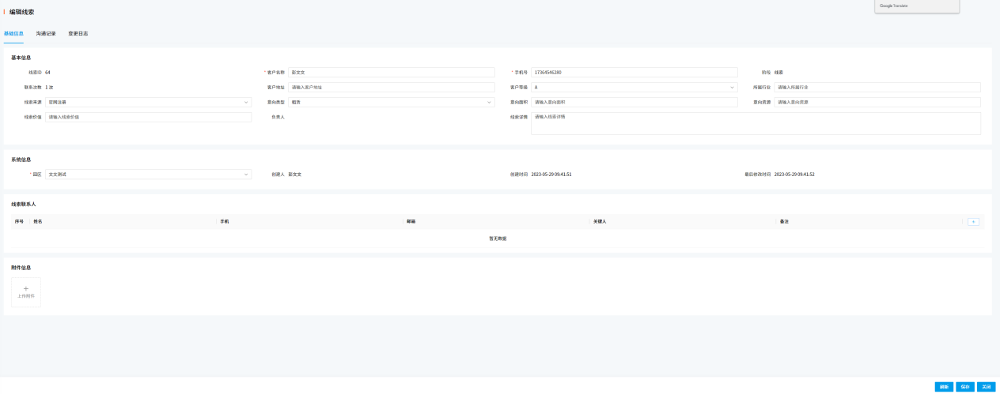 Google Translate
编辑线索
基础信息 沟通记录 变更日志
基本信息
线索ID 64 * 客户名称 彭文文 * 手机号 17364546280 阶段 线索
联系次数 1 次 客户地址 请输入客户地址 客户等级 A 所属行业 请输入所属行业
线索来源 官网注册 意向类型 租赁 意向面积 请输入意向面积 意向房源 请输入意向房源
线索价值 请输入线索价值 负责人 线索详情 请输入线索详情
系统信息
* 园区 文文测试 创建人 彭文文 创建时间 2023-05-29 09:41:51 最后修改时间 2023-05-29 09:41:52
线索联系人
序号 姓名 手机 邮箱 关键人 备注 +
暂无数据
附件信息
+
上传附件
刷新 保存 关闭